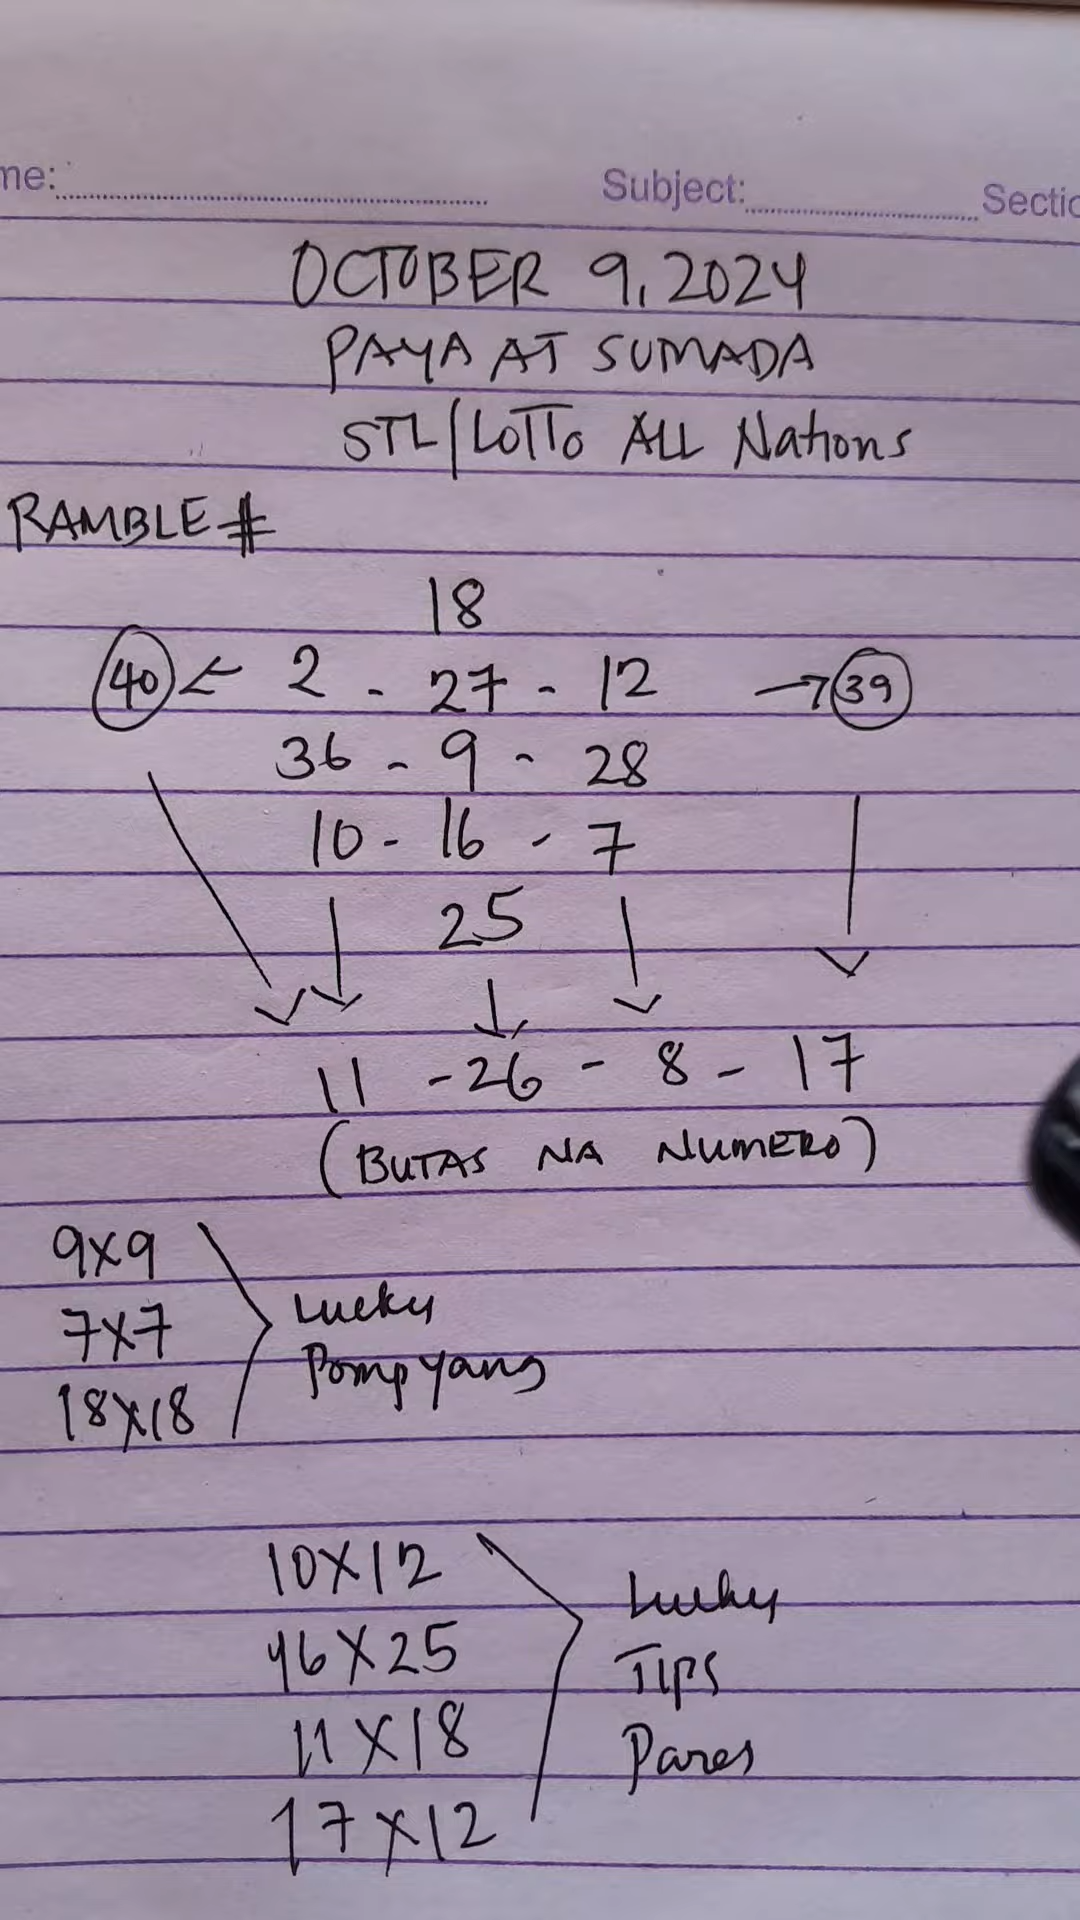 me:
Subject:
Sectio
OCTOBER 9, 2024
PAYA AT SUMADA
STL/LOTTO ALL Nations
RAMBLE #
18
40 ← 2 - 27 - 12 → 39
36 - 9 - 28
10 - 16 - 7
25
11 - 26 - 8 - 17
(BUTAS NA NUMERO)
9X9
7X7
18X18
Lucky
Pompyang
10X12
16X25
11X18
17X12
Lucky
Tips
Pares